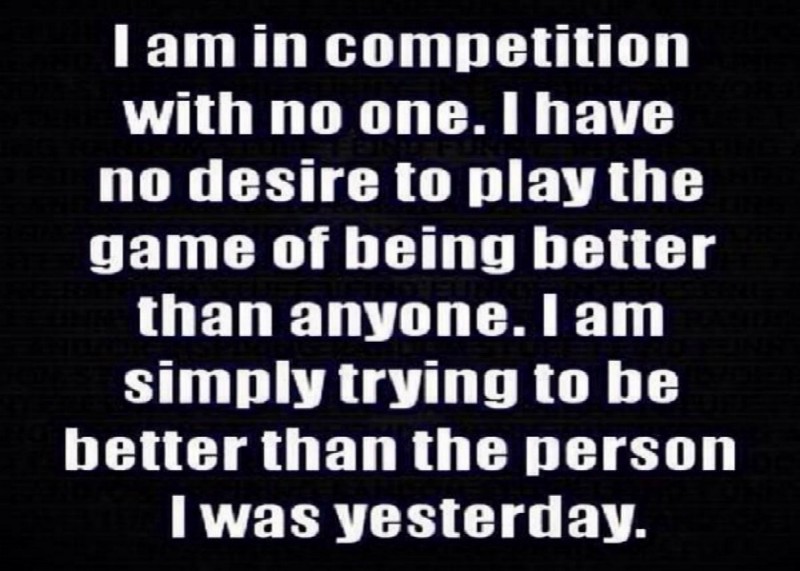 I am in competition
with no one. I have
no desire to play the
game of being better
than anyone. I am
simply trying to be
better than the person
I was yesterday.